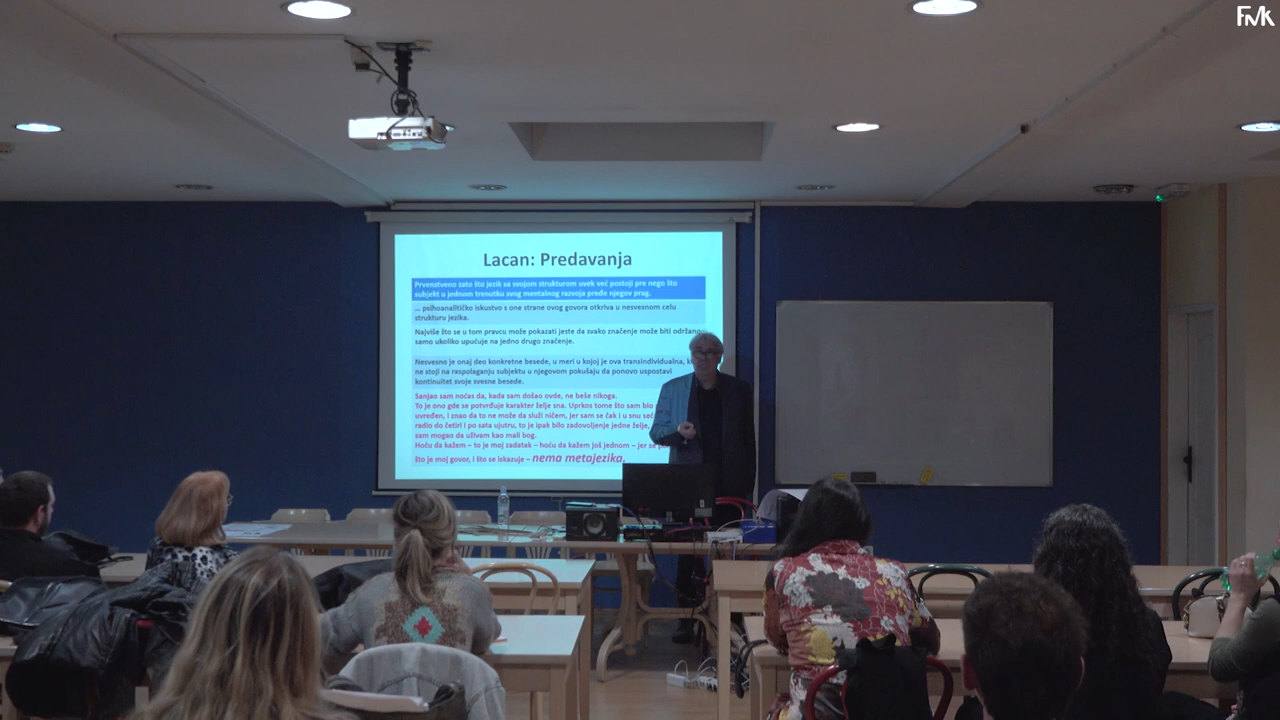 FMK
Lacan: Predavanja
Prvenstveno zato što jezik sa svojom strukturom uvek već postoji pre nego što
subjekt u jednom trenutku svog mentalnog razvoja pređe njegov prag.
... psihoanalitičko iskustvo s one strane ovog govora otkriva u nesvesnom celu
strukturu jezika.
Najviše što se u tom pravcu može pokazati jeste da svako značenje može biti održano
samo ukoliko upućuje na jedno drugo značenje.
Nesvesno je onaj deo konkretne besede, u meri u kojoj je ova transindividualna,
ne stoji na raspolaganju subjektu u njegovom pokušaju da ponovo uspostavi
kontinuitet svoje svesne besede.
Sanjao sam noćas da, kada sam došao ovde, ne beše nikoga.
To je ono gde se potvrđuje karakter želje sna. Uprkos tome što sam bio
uvređen, i znao da to ne može da služi ničem, jer sam se čak i u snu
radio do četiri i po sata ujutru, to je ipak bilo zadovoljenje jedne želje,
sam mogao da uživam kao mali bog.
Hoću da kažem – to je moj zadatak – hoću da kažem još jednom – jer se
što je moj govor, i što se iskazuje – nema metajezika.